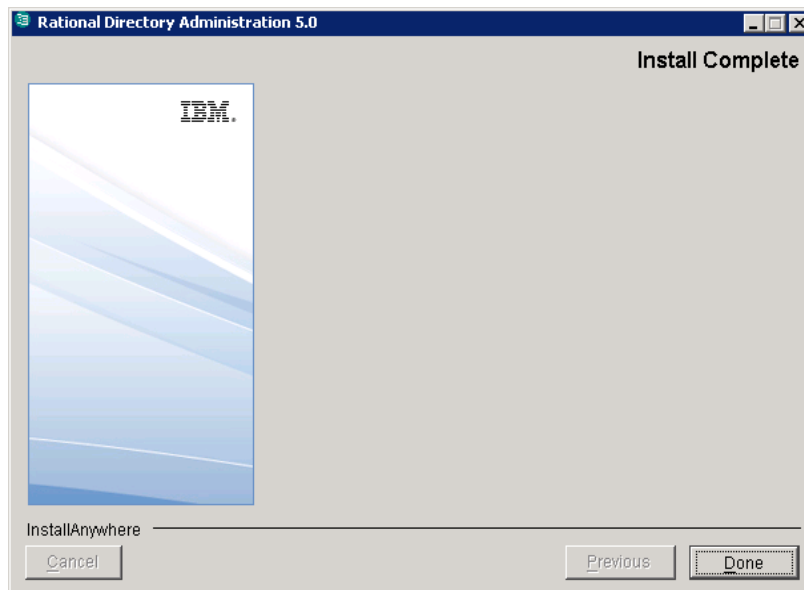 Rational Directory Administration 5.0
Install Complete
IBM.
InstallAnywhere
Cancel
Previous
Done